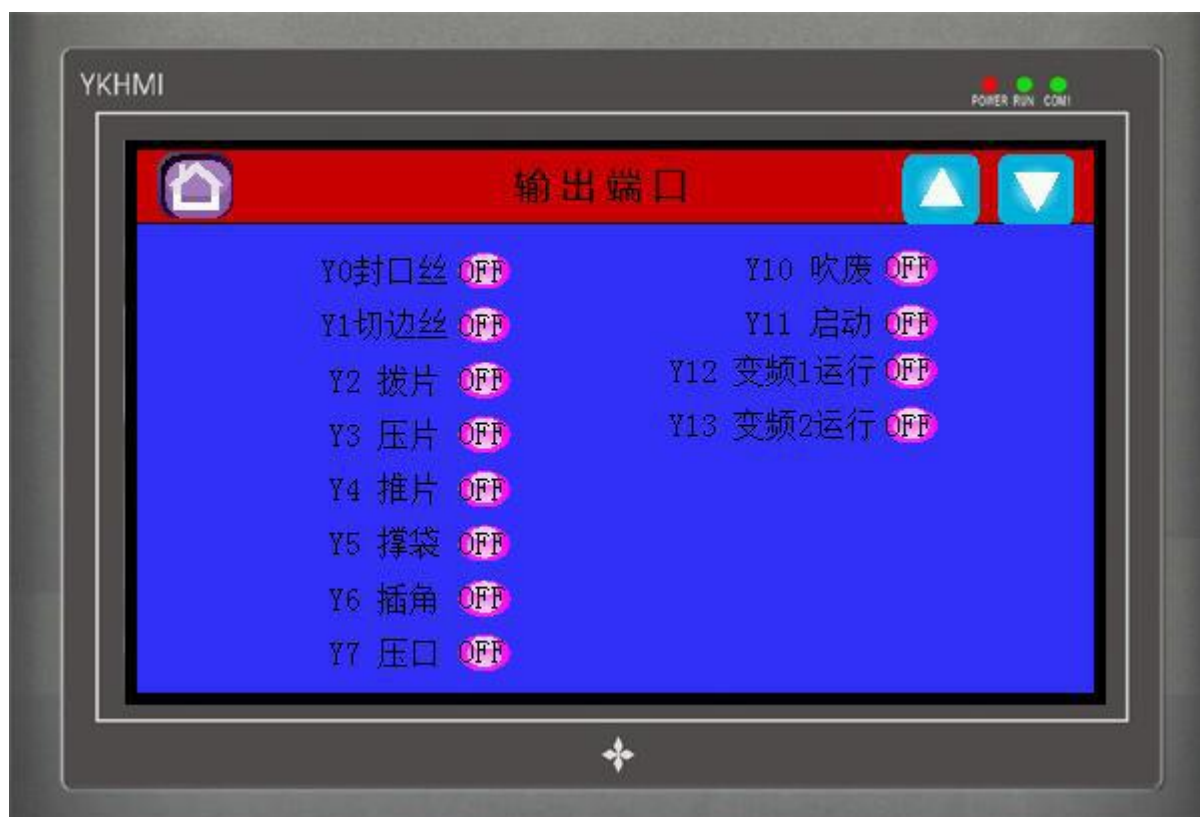 YKHMI
POWER RUN COM1
输出端口
Y0封口丝 OFF
Y1切边丝 OFF
Y2 拨片 OFF
Y3 压片 OFF
Y4 推片 OFF
Y5 撑袋 OFF
Y6 插角 OFF
Y7 压口 OFF
Y10 吹废 OFF
Y11 启动 OFF
Y12 变频1运行 OFF
Y13 变频2运行 OFF